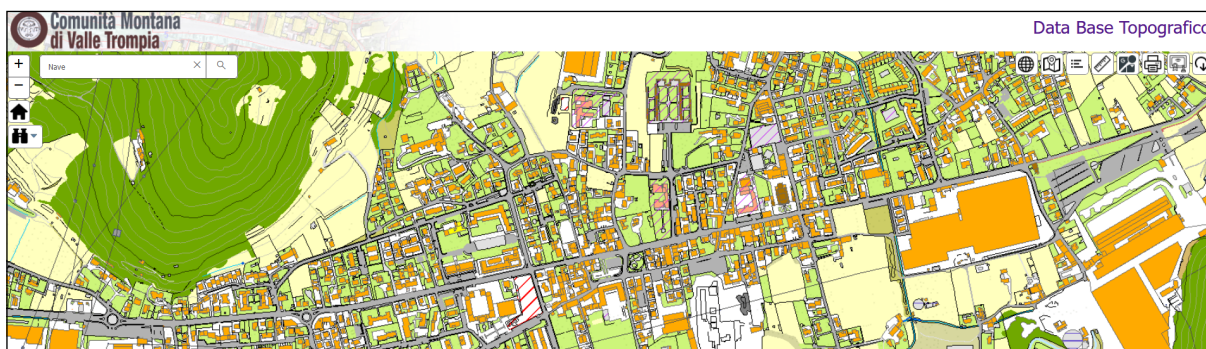 Comunità Montana
di Valle Trompia
Data Base Topografico
+
Nave
−